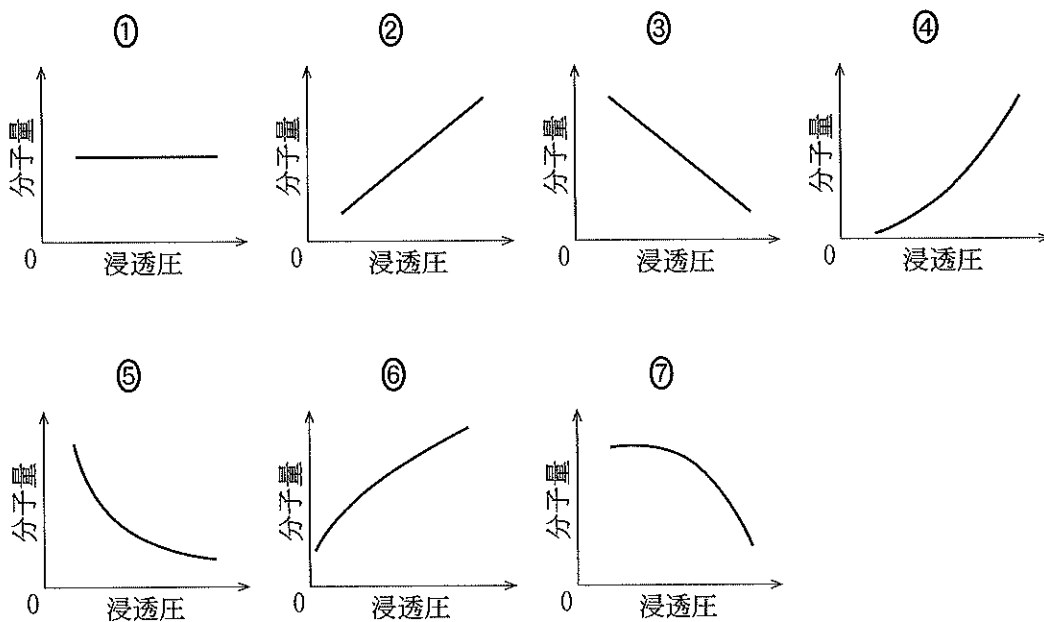 ① ② ③ ④
分子量 分子量 分子量 分子量
0 浸透圧 0 浸透圧 0 浸透圧 0 浸透圧
⑤ ⑥ ⑦
分子量 分子量 分子量
0 浸透圧 0 浸透圧 0 浸透圧